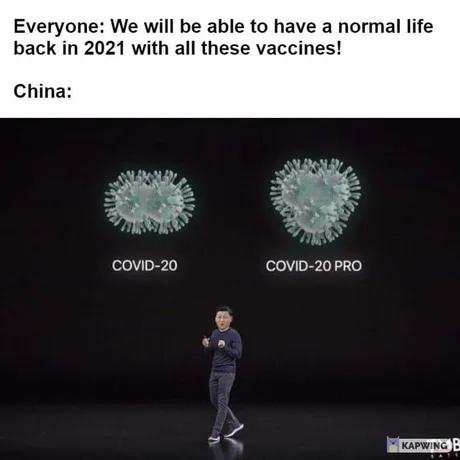 Everyone: We will be able to have a normal life
back in 2021 with all these vaccines!
China:
COVID-20
COVID-20 PRO
KAPWING